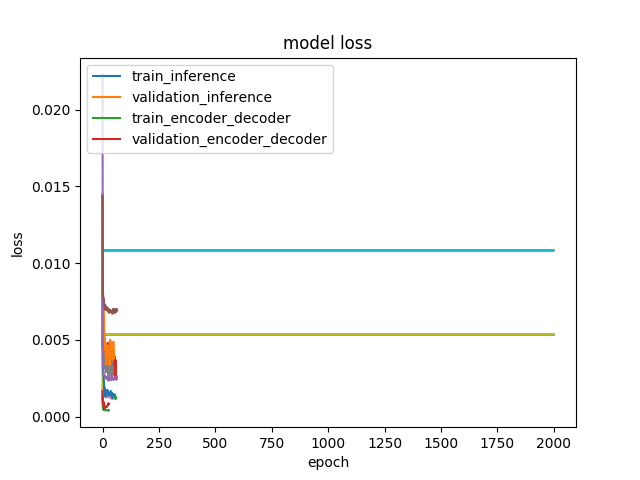 model loss
train_inference
validation_inference
train_encoder_decoder
validation_encoder_decoder
0.020
0.015
0.010
0.005
0.000
loss
0 250 500 750 1000 1250 1500 1750 2000
epoch